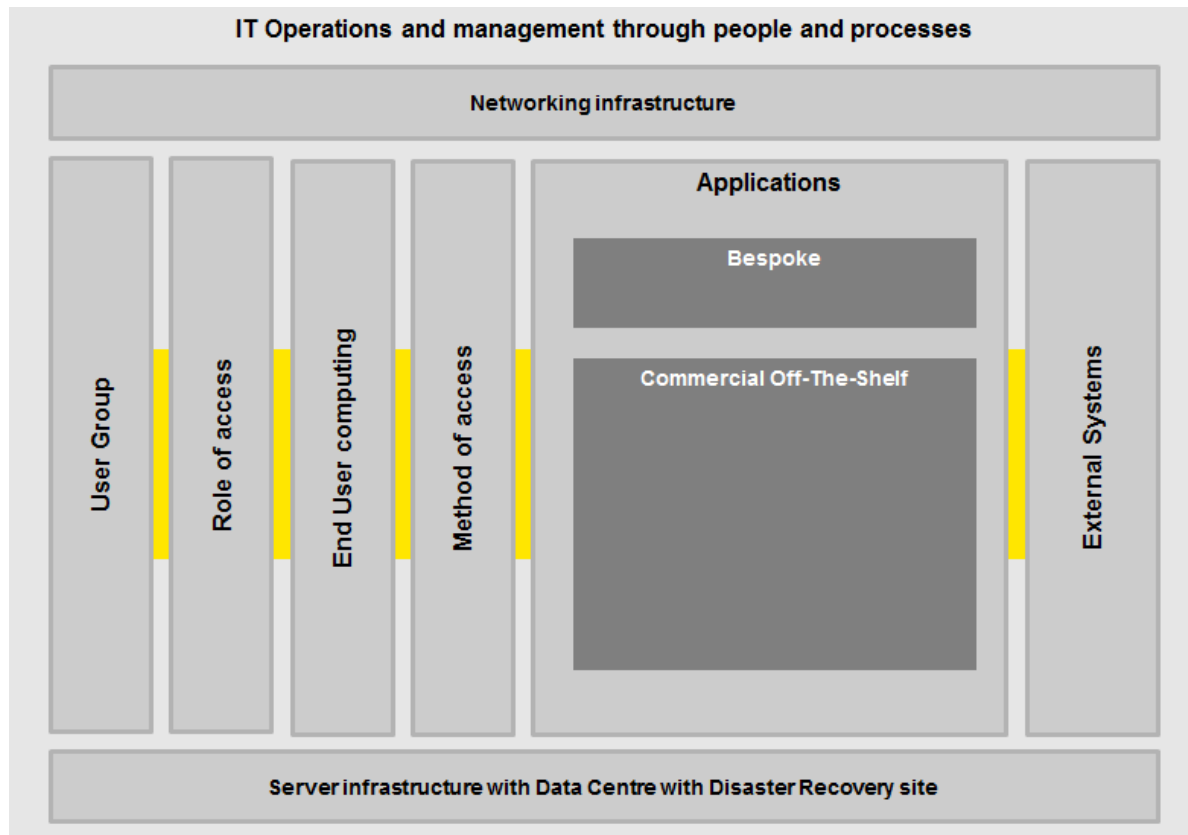 IT Operations and management through people and processes
Networking infrastructure
User Group
Role of access
End User computing
Method of access
Applications
Bespoke
Commercial Off-The-Shelf
External Systems
Server infrastructure with Data Centre with Disaster Recovery site